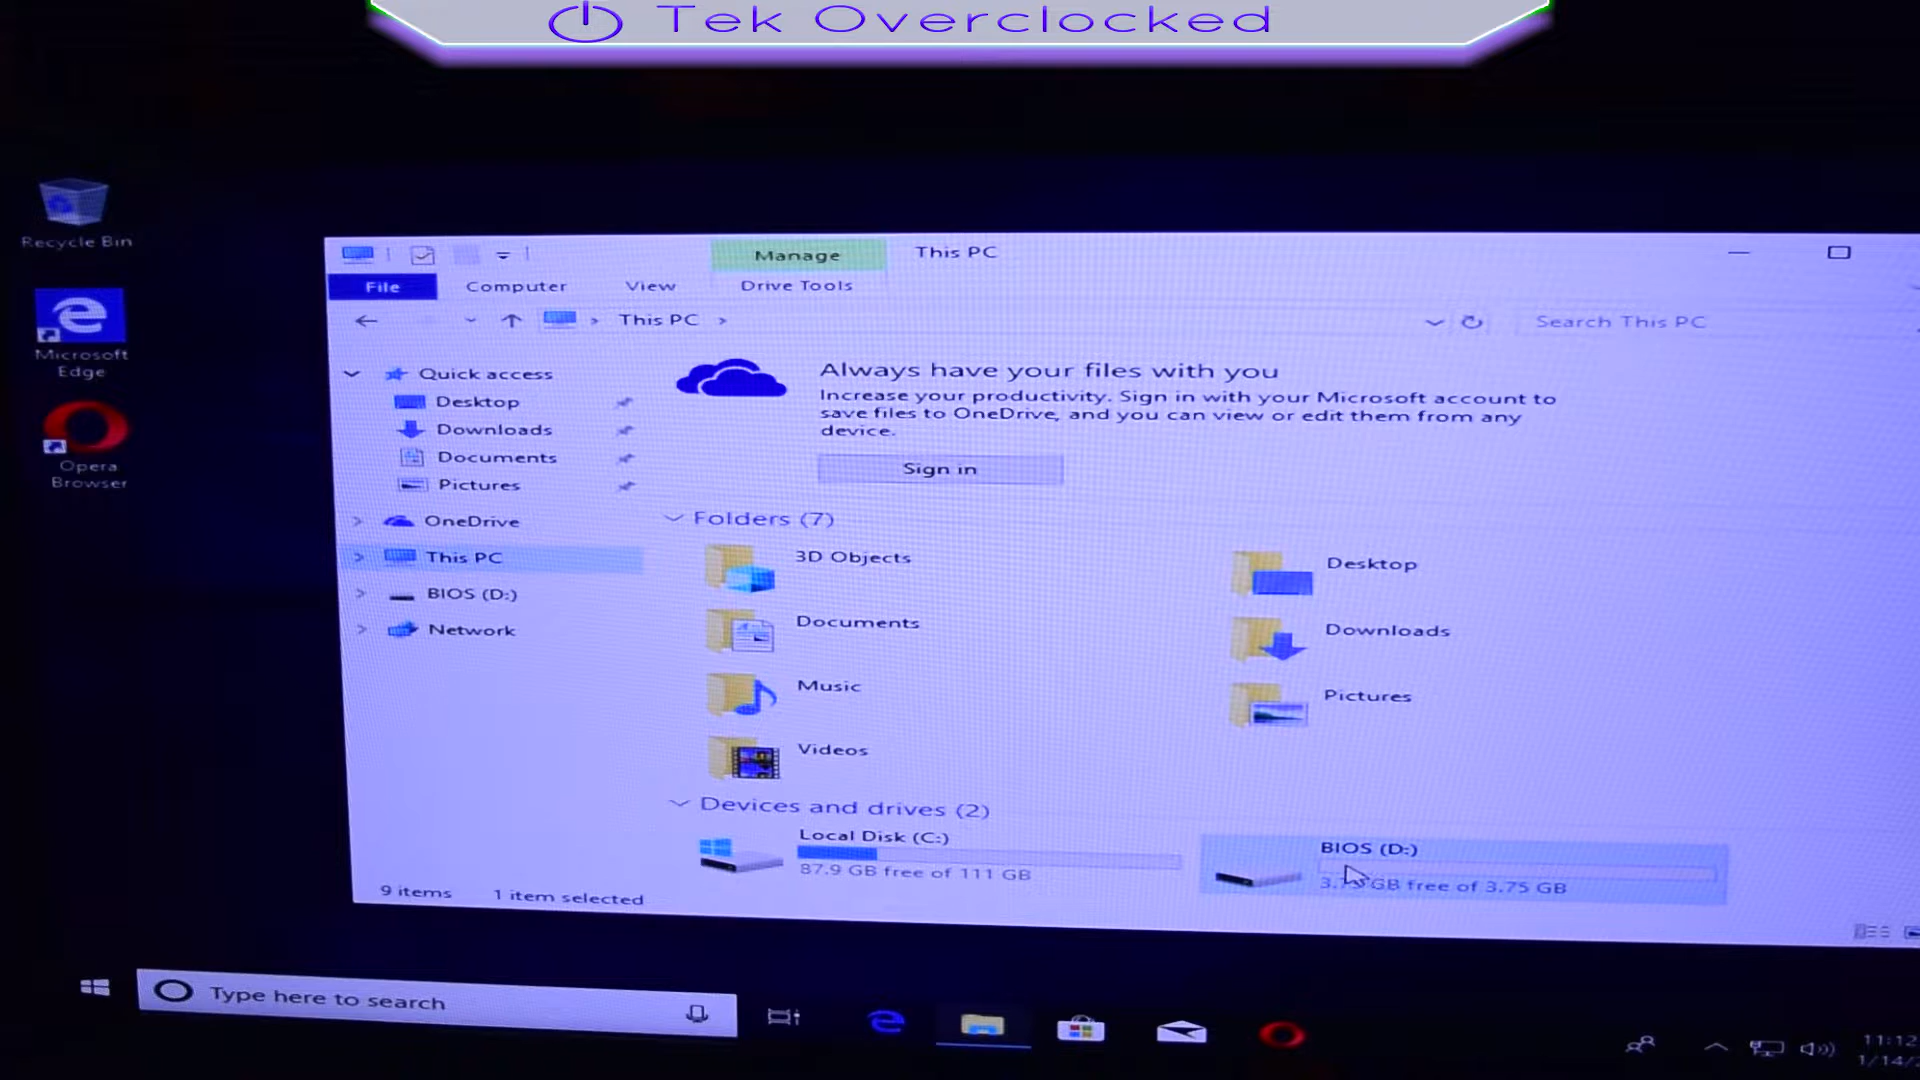 Tek Overclocked
Recycle Bin
Microsoft
Edge
Opera
Browser
Manage
This PC
File
Computer
View
Drive Tools
This PC
Search This PC
Quick access
Desktop
Downloads
Documents
Pictures
OneDrive
This PC
BIOS (D:)
Network
Always have your files with you
Increase your productivity. Sign in with your Microsoft account to
save files to OneDrive, and you can view or edit them from any
device.
Sign in
Folders (7)
3D Objects
Desktop
Documents
Downloads
Music
Pictures
Videos
Devices and drives (2)
Local Disk (C:)
87.9 GB free of 111 GB
BIOS (D:)
GB free of 3.75 GB
9 items
1 item selected
Type here to search
11:12
1/14/